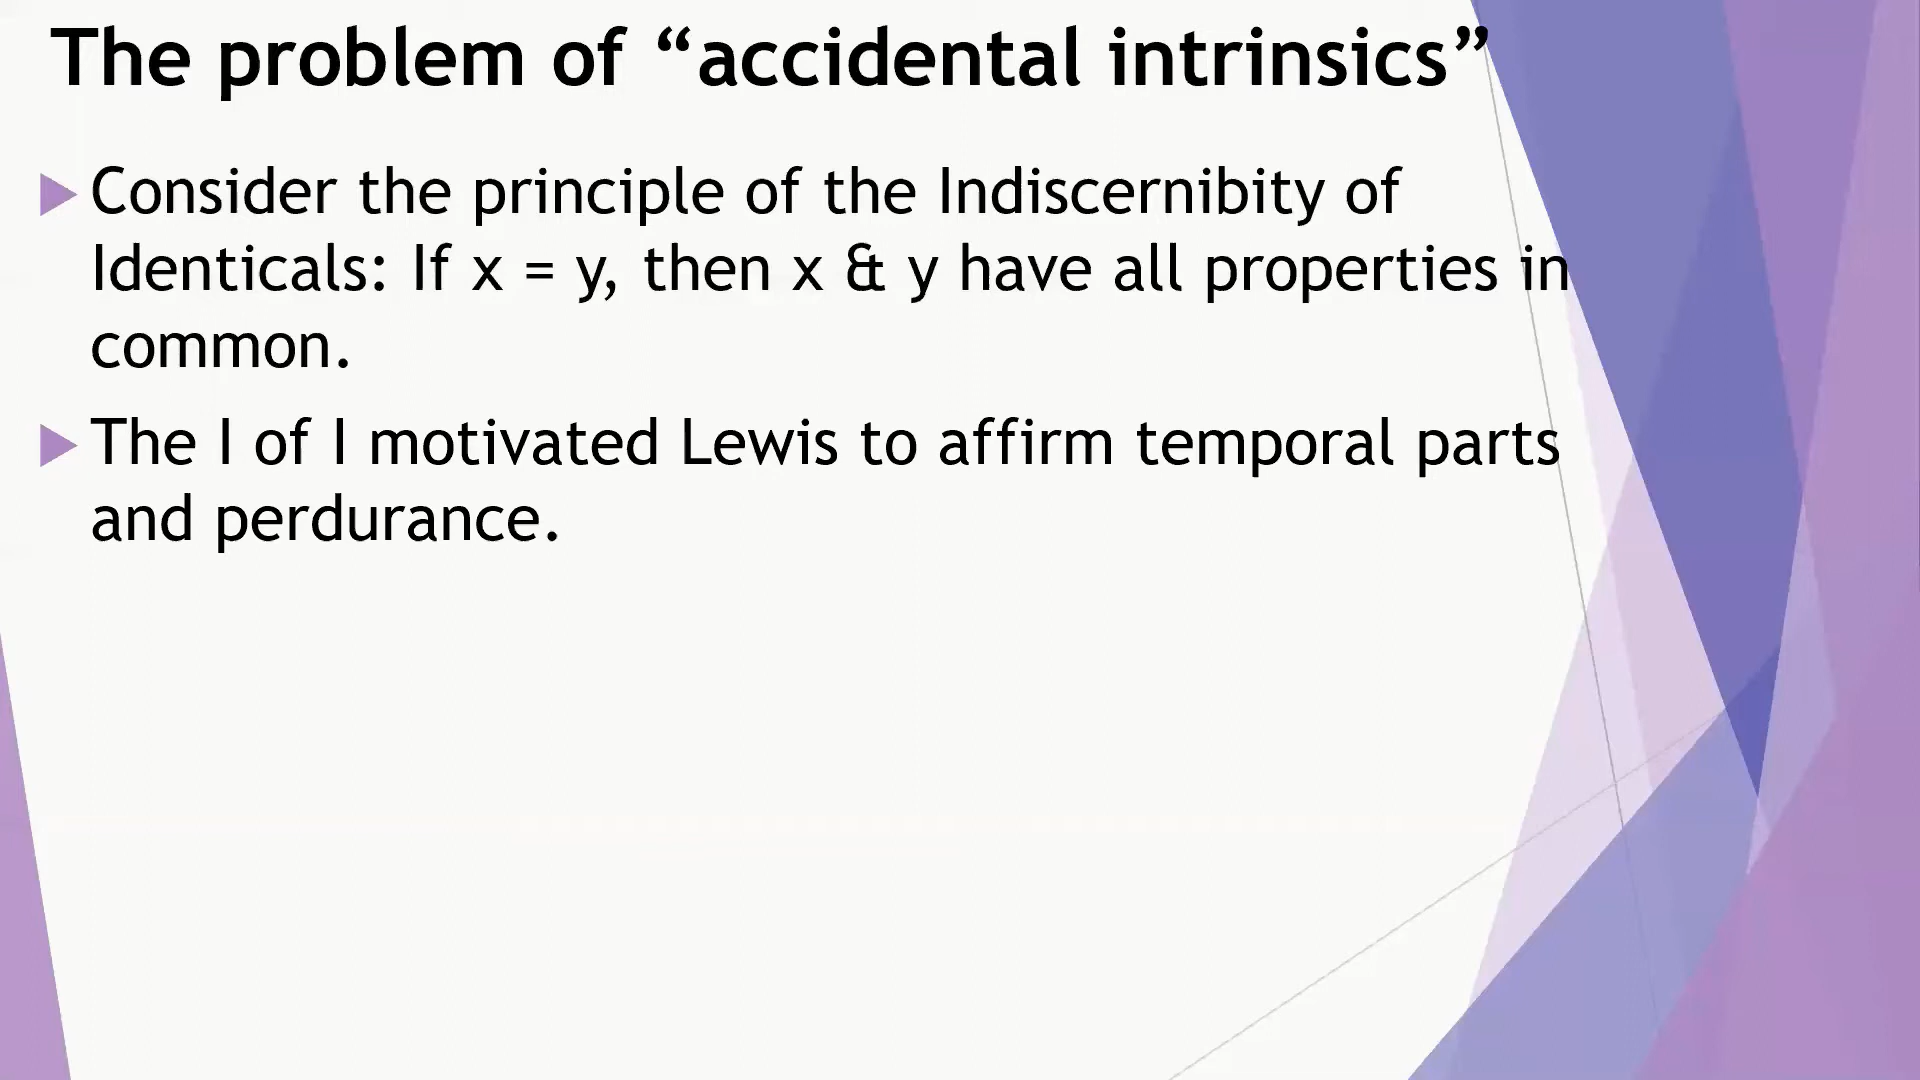 The problem of “accidental intrinsics”
Consider the principle of the Indiscernibity of
Identicals: If x = y, then x & y have all properties in
common.
The I of I motivated Lewis to affirm temporal parts
and perdurance.